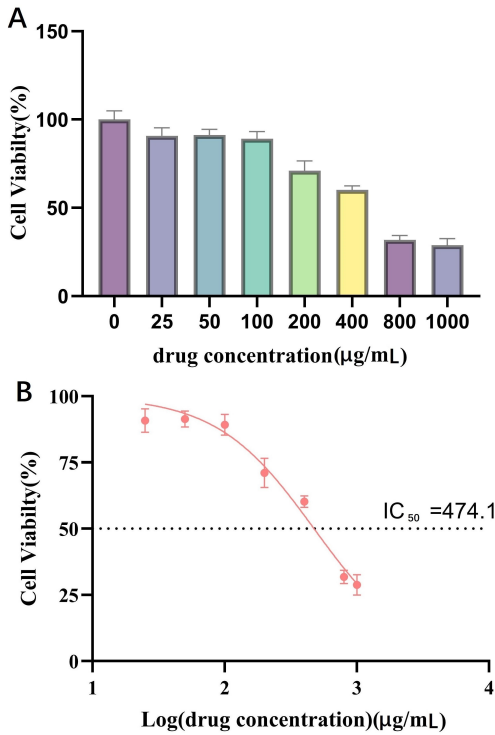 A
150
100
50
0
Cell Viabilty(%)
0 25 50 100 200 400 800 1000
drug concentration(μg/mL)
B
100
75
50
25
0
Cell Viabilty(%)
IC50 =474.1
1 2 3 4
Log(drug concentration)(μg/mL)